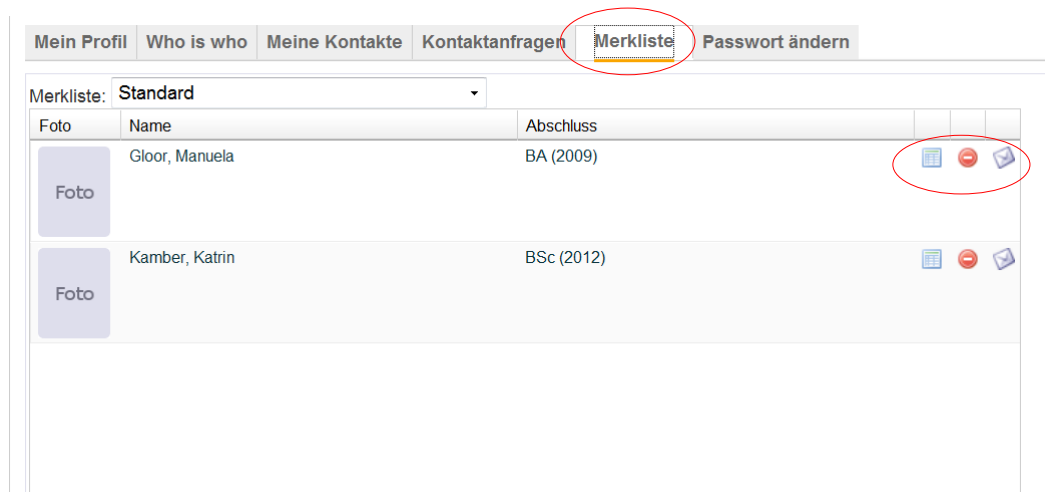 Mein Profil Who is who Meine Kontakte Kontaktanfragen Merkliste Passwort ändern
Merkliste: Standard
Foto Name Abschluss
Gloor, Manuela BA (2009)
Foto
Kamber, Katrin BSc (2012)
Foto